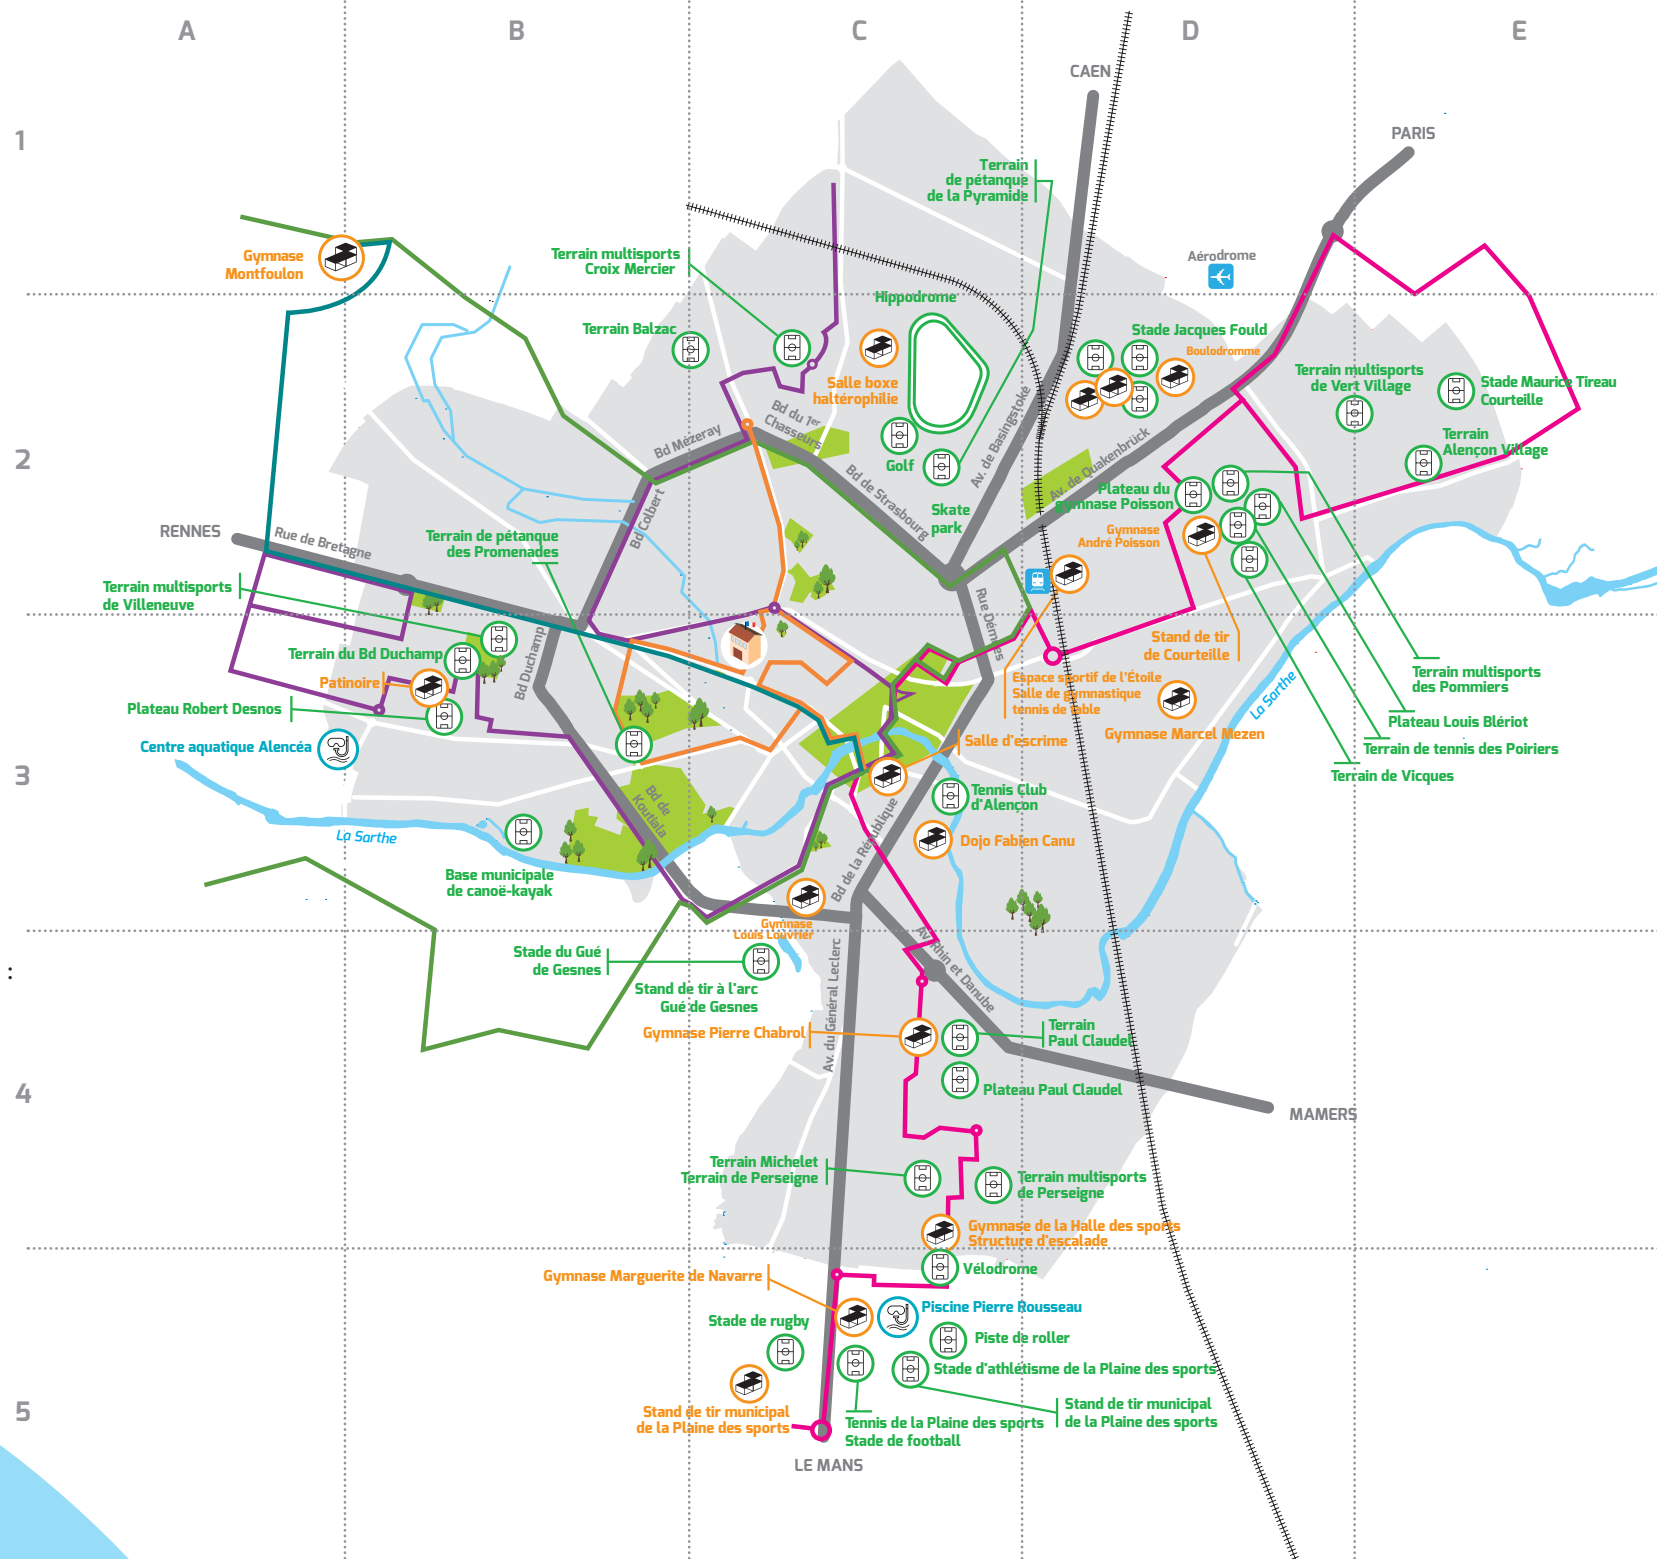 A
B
C
D
E
1
2
3
4
5
CAEN
PARIS
Terrain
de pétanque
de la Pyramide
Gymnase
Montfoulon
Terrain multisports
Croix Mercier
Aérodrome
Hippodrome
Terrain Balzac
Stade Jacques Fould
Boulodromme
Salle boxe
haltérophilie
Terrain multisports
de Vert Village
Stade Maurice Tireau
Courteille
Bd du 1er
Chasseurs
Bd Mézeray
Av. de Basingstoke
Terrain
Alençon Village
Golf
Bd de Strasbourg
Av. de Quakenbrück
Plateau du
gymnase Poisson
Skate
park
Bd Colbert
RENNES
Rue de Bretagne
Terrain de pétanque
des Promenades
Gymnase
André Poisson
Terrain multisports
de Villeneuve
Rue Démées
Terrain du Bd Duchamp
Bd Duchamp
Stand de tir
de Courteille
Patinoire
Espace sportif de l'Étoile
Salle de gymnastique
tennis de table
Terrain multisports
des Pommiers
La Sarthe
Plateau Robert Desnos
Plateau Louis Blériot
Centre aquatique Alencéa
Salle d'escrime
Gymnase Marcel Mezen
Terrain de tennis des Poiriers
Terrain de Vicques
Bd de
Koutiala
Tennis Club
d'Alençon
La Sarthe
Dojo Fabien Canu
Bd de la République
Base municipale
de canoë-kayak
Gymnase
Louis Louvrier
Stade du Gué
de Gesnes
Av. Rhin et Danube
:
Stand de tir à l'arc
Gué de Gesnes
Av. du Général Leclerc
Gymnase Pierre Chabrol
Terrain
Paul Claudel
Plateau Paul Claudel
MAMERS
Terrain Michelet
Terrain de Perseigne
Terrain multisports
de Perseigne
Gymnase de la Halle des sports
Structure d'escalade
Vélodrome
Gymnase Marguerite de Navarre
Piscine Pierre Rousseau
Stade de rugby
Piste de roller
Stade d'athlétisme de la Plaine des sports
Stand de tir municipal
de la Plaine des sports
Stand de tir municipal
de la Plaine des sports
Tennis de la Plaine des sports
Stade de football
LE MANS